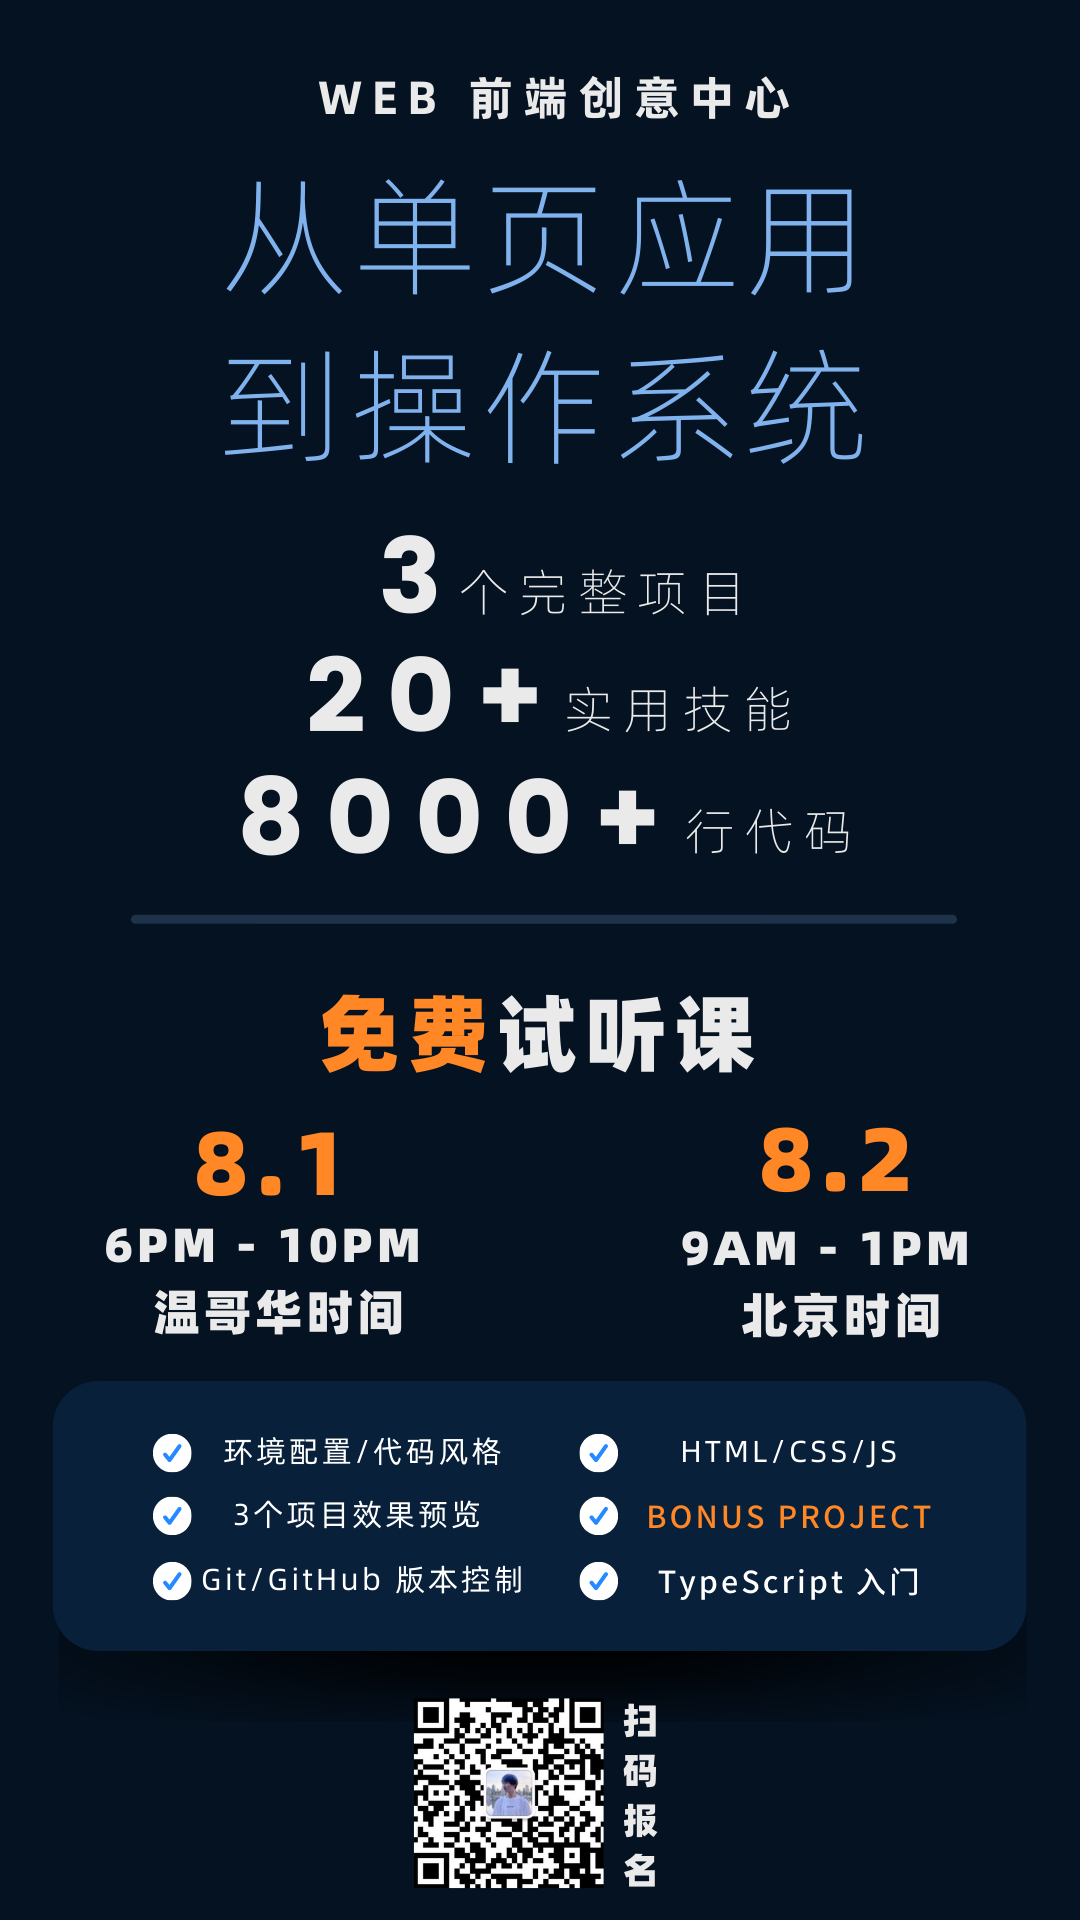 WEB 前端创意中心
从单页应用
到操作系统
3 个完整项目
20+ 实用技能
8000+ 行代码
免费试听课
8.1
6PM - 10PM
温哥华时间
8.2
9AM - 1PM
北京时间
环境配置/代码风格
3个项目效果预览
Git/GitHub 版本控制
HTML/CSS/JS
BONUS PROJECT
TypeScript 入门
扫码报名